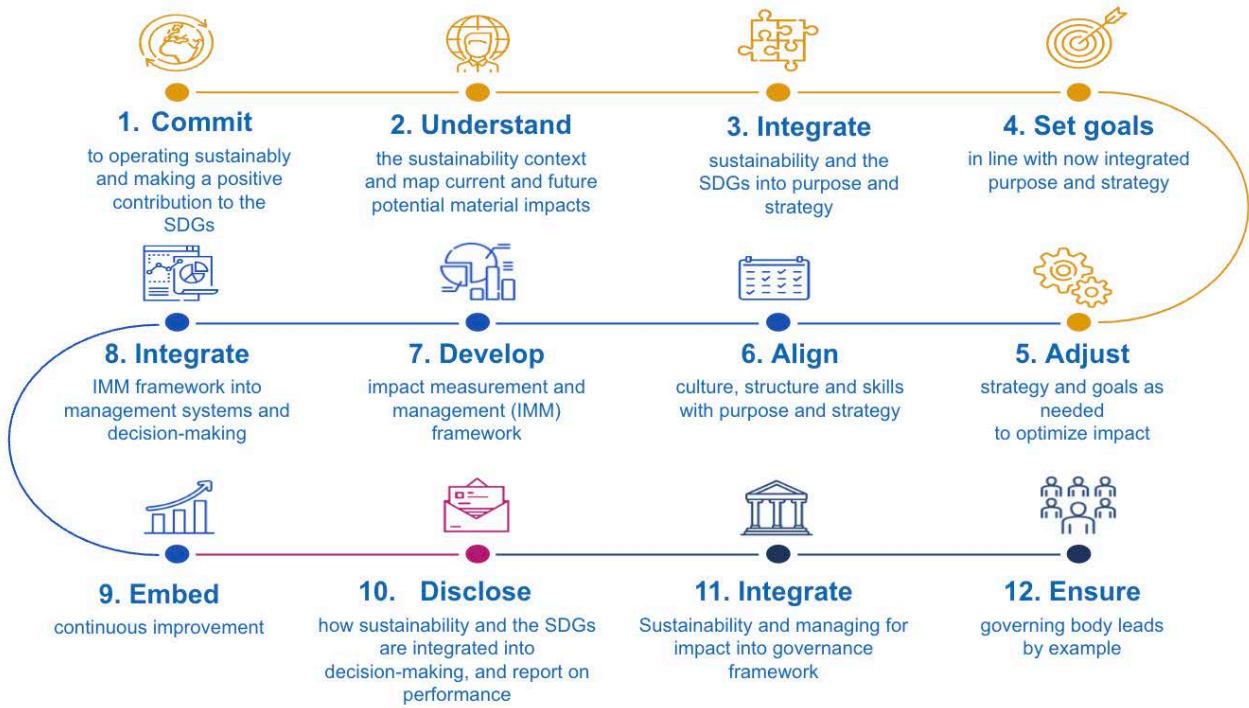 1. Commit
to operating sustainably
and making a positive
contribution to the
SDGs
2. Understand
the sustainability context
and map current and future
potential material impacts
3. Integrate
sustainability and the
SDGs into purpose and
strategy
4. Set goals
in line with now integrated
purpose and strategy
5. Adjust
strategy and goals as
needed
to optimize impact
6. Align
culture, structure and skills
with purpose and strategy
7. Develop
impact measurement and
management (IMM)
framework
8. Integrate
IMM framework into
management systems and
decision-making
9. Embed
continuous improvement
10. Disclose
how sustainability and the SDGs
are integrated into
decision-making, and report on
performance
11. Integrate
Sustainability and managing for
impact into governance
framework
12. Ensure
governing body leads
by example